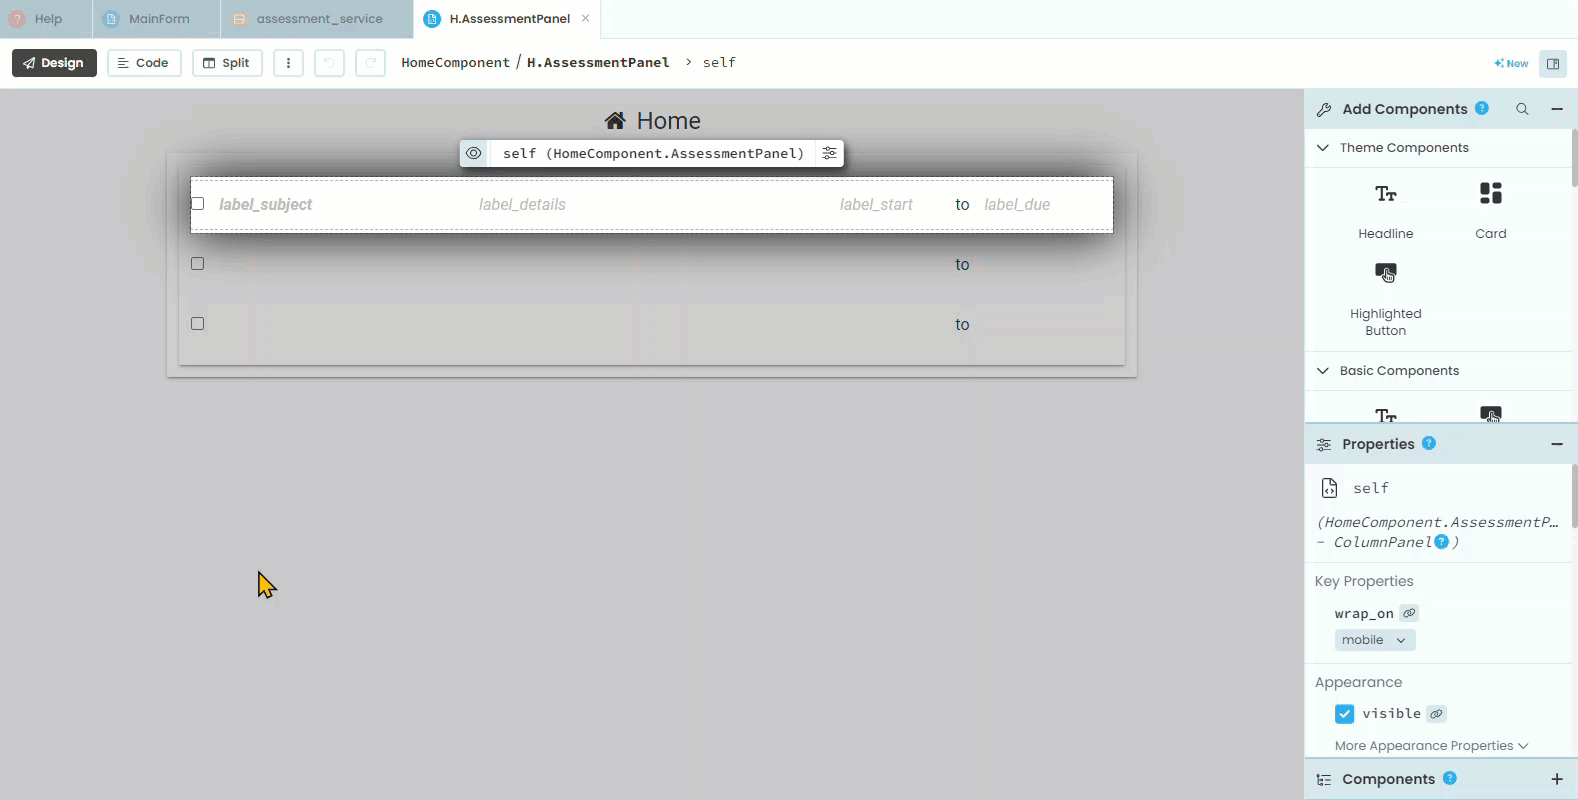 Help
MainForm
assessment_service
H.AssessmentPanel
Design
Code
Split
HomeComponent / H.AssessmentPanel > self
New
Home
self (HomeComponent.AssessmentPanel)
label_subject label_details label_start to label_due
to
to
Add Components ?
Theme Components
Headline
Card
Highlighted
Button
Basic Components
Properties ?
self
(HomeComponent.AssessmentP…
- ColumnPanel ? )
Key Properties
wrap_on
mobile
Appearance
visible
More Appearance Properties
Components ?